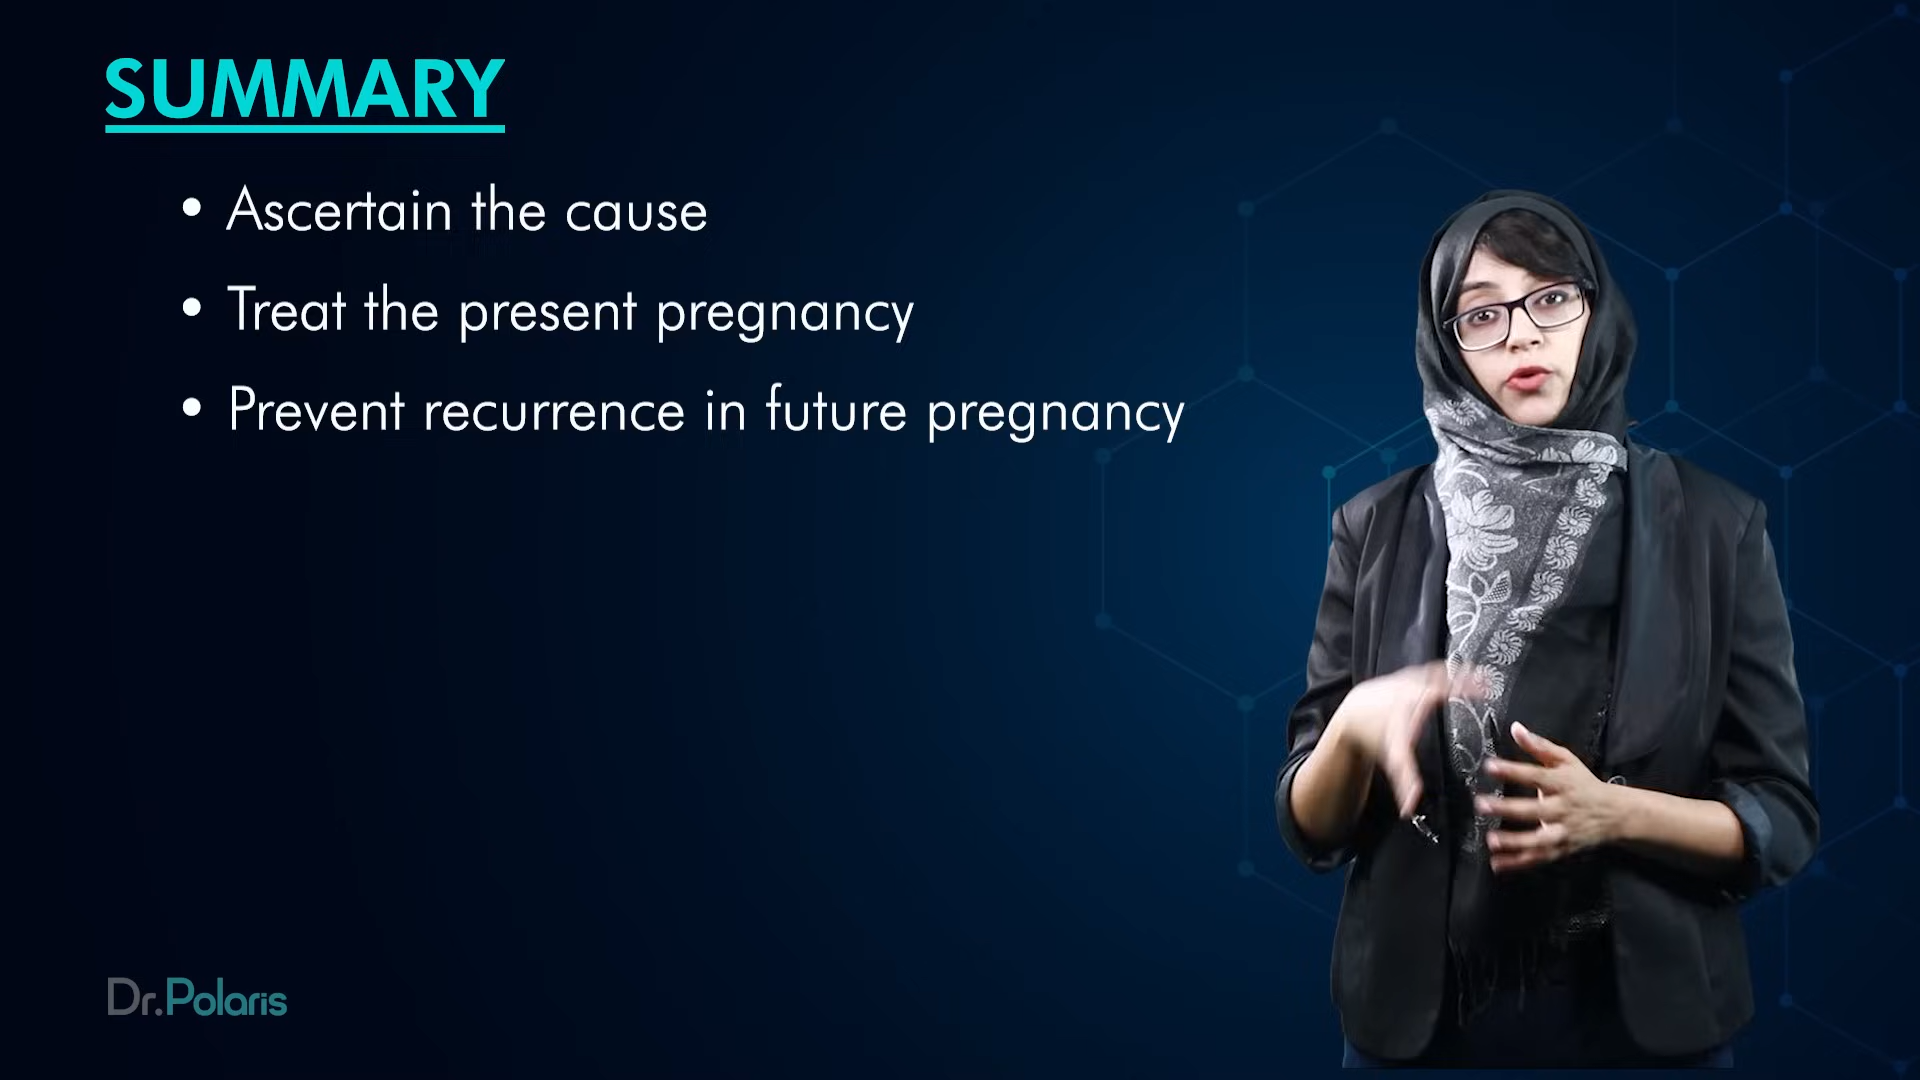 SUMMARY
• Ascertain the cause
• Treat the present pregnancy
• Prevent recurrence in future pregnancy
Dr.Polaris